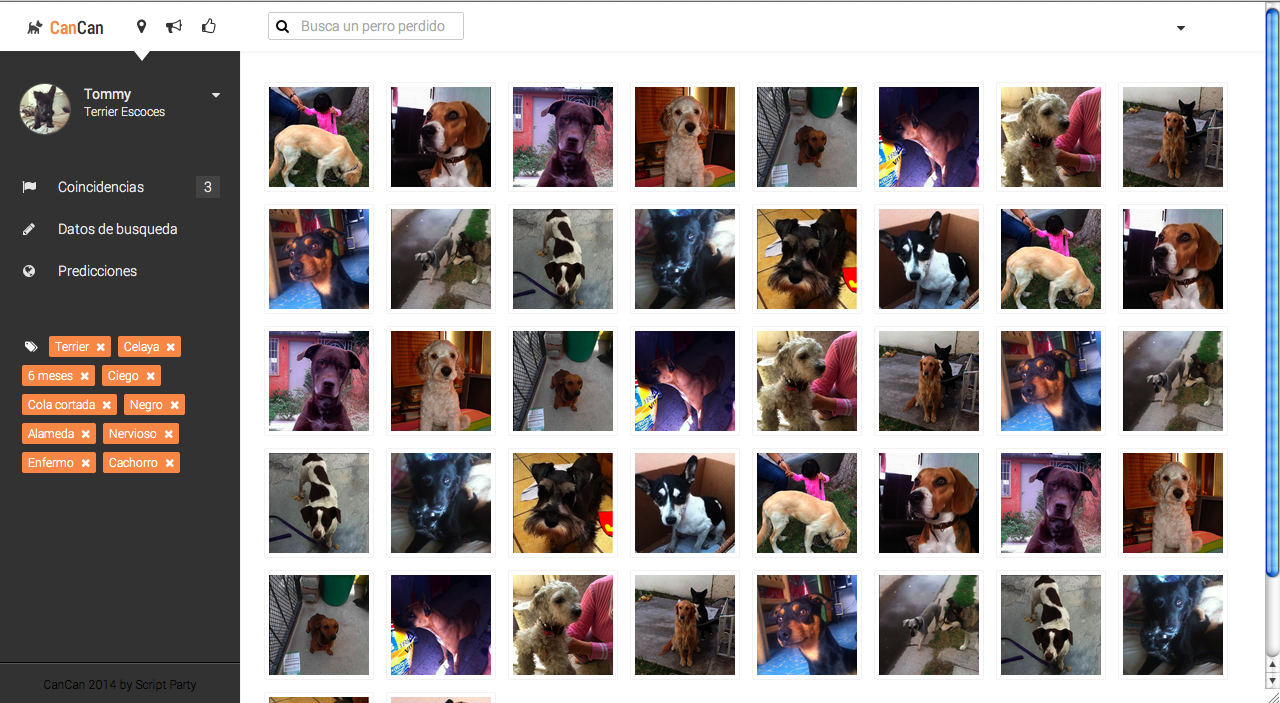 CanCan
Busca un perro perdido
Tommy
Terrier Escoces
Coincidencias 3
Datos de busqueda
Predicciones
Terrier ✖ Celaya ✖
6 meses ✖ Ciego ✖
Cola cortada ✖ Negro ✖
Alameda ✖ Nervioso ✖
Enfermo ✖ Cachorro ✖
CanCan 2014 by Script Party